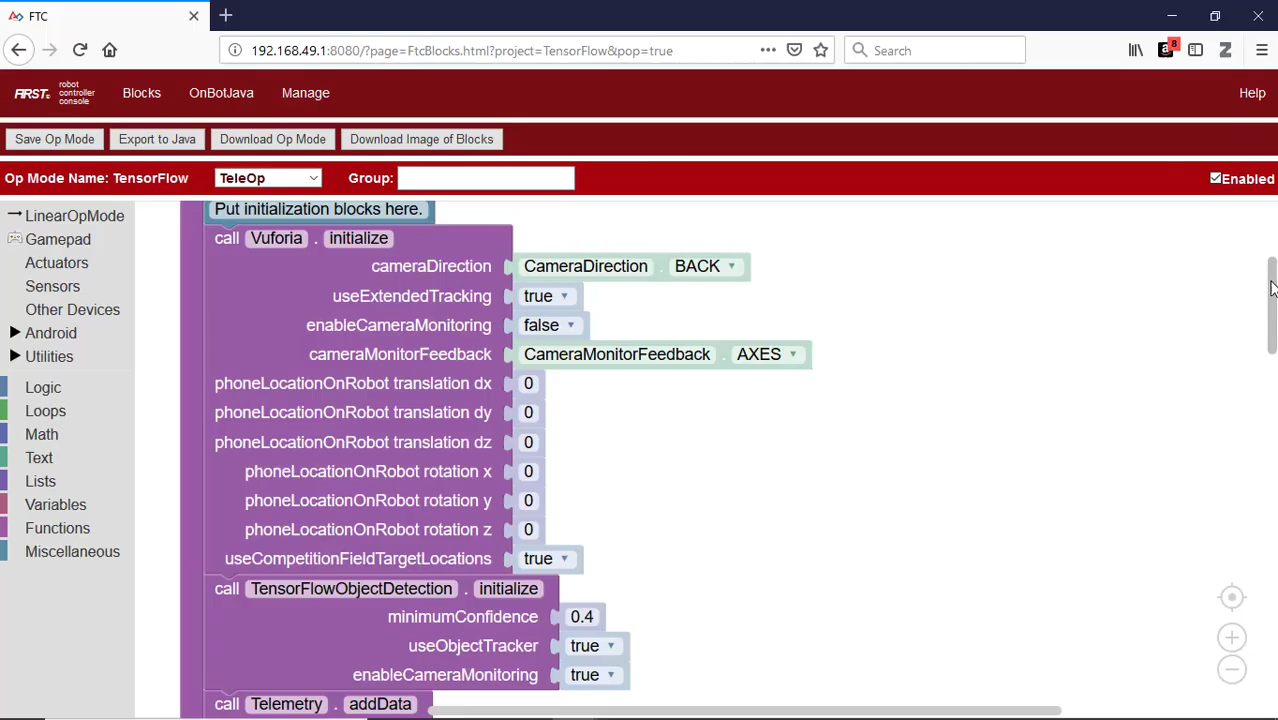 FTC
192.168.49.1:8080/?page=FtcBlocks.html?project=TensorFlow&pop=true
Search
8
FIRST. robot controller console
Blocks
OnBotJava
Manage
Help
Save Op Mode
Export to Java
Download Op Mode
Download Image of Blocks
Op Mode Name: TensorFlow
TeleOp
Group:
Enabled
LinearOpMode
Gamepad
Actuators
Sensors
Other Devices
Android
Utilities
Logic
Loops
Math
Text
Lists
Variables
Functions
Miscellaneous
Put initialization blocks here.
call Vuforia . initialize
cameraDirection CameraDirection . BACK
useExtendedTracking true
enableCameraMonitoring false
cameraMonitorFeedback CameraMonitorFeedback . AXES
phoneLocationOnRobot translation dx 0
phoneLocationOnRobot translation dy 0
phoneLocationOnRobot translation dz 0
phoneLocationOnRobot rotation x 0
phoneLocationOnRobot rotation y 0
phoneLocationOnRobot rotation z 0
useCompetitionFieldTargetLocations true
call TensorFlowObjectDetection . initialize
minimumConfidence 0.4
useObjectTracker true
enableCameraMonitoring true
call Telemetry . addData